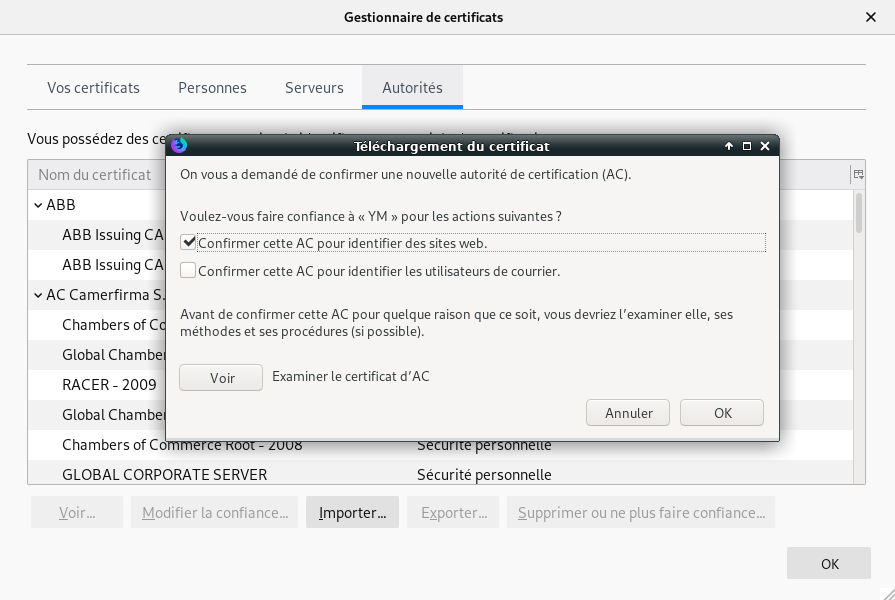 Gestionnaire de certificats
Vos certificats Personnes Serveurs Autorités
Vous possédez des ce
Nom du certificat
Téléchargement du certificat
On vous a demandé de confirmer une nouvelle autorité de certification (AC).
Voulez-vous faire confiance à « YM » pour les actions suivantes ?
Confirmer cette AC pour identifier des sites web.
Confirmer cette AC pour identifier les utilisateurs de courrier.
Avant de confirmer cette AC pour quelque raison que ce soit, vous devriez l’examiner elle, ses
méthodes et ses procédures (si possible).
Voir Examiner le certificat d’AC
Annuler OK
ABB
ABB Issuing CA
ABB Issuing CA
AC Camerfirma S.
Chambers of Co
Global Chamber
RACER - 2009
Global Chamber
Chambers of Commerce Root - 2008 Sécurité personnelle
GLOBAL CORPORATE SERVER Sécurité personnelle
Voir... Modifier la confiance... Importer... Exporter... Supprimer ou ne plus faire confiance...
OK